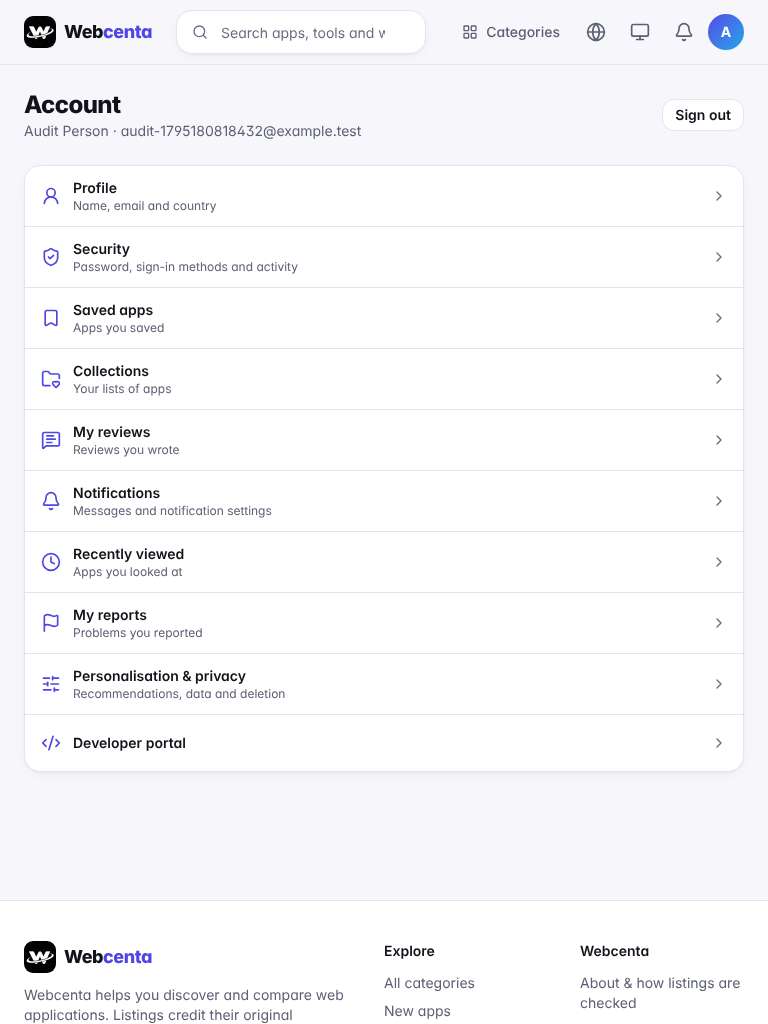 Webcenta
Search apps, tools and w
Categories
A
Account
Audit Person · audit-1795180818432@example.test
Sign out
Profile
Name, email and country
Security
Password, sign-in methods and activity
Saved apps
Apps you saved
Collections
Your lists of apps
My reviews
Reviews you wrote
Notifications
Messages and notification settings
Recently viewed
Apps you looked at
My reports
Problems you reported
Personalisation & privacy
Recommendations, data and deletion
Developer portal
Webcenta
Webcenta helps you discover and compare web
applications. Listings credit their original
Explore
All categories
New apps
Webcenta
About & how listings are
checked